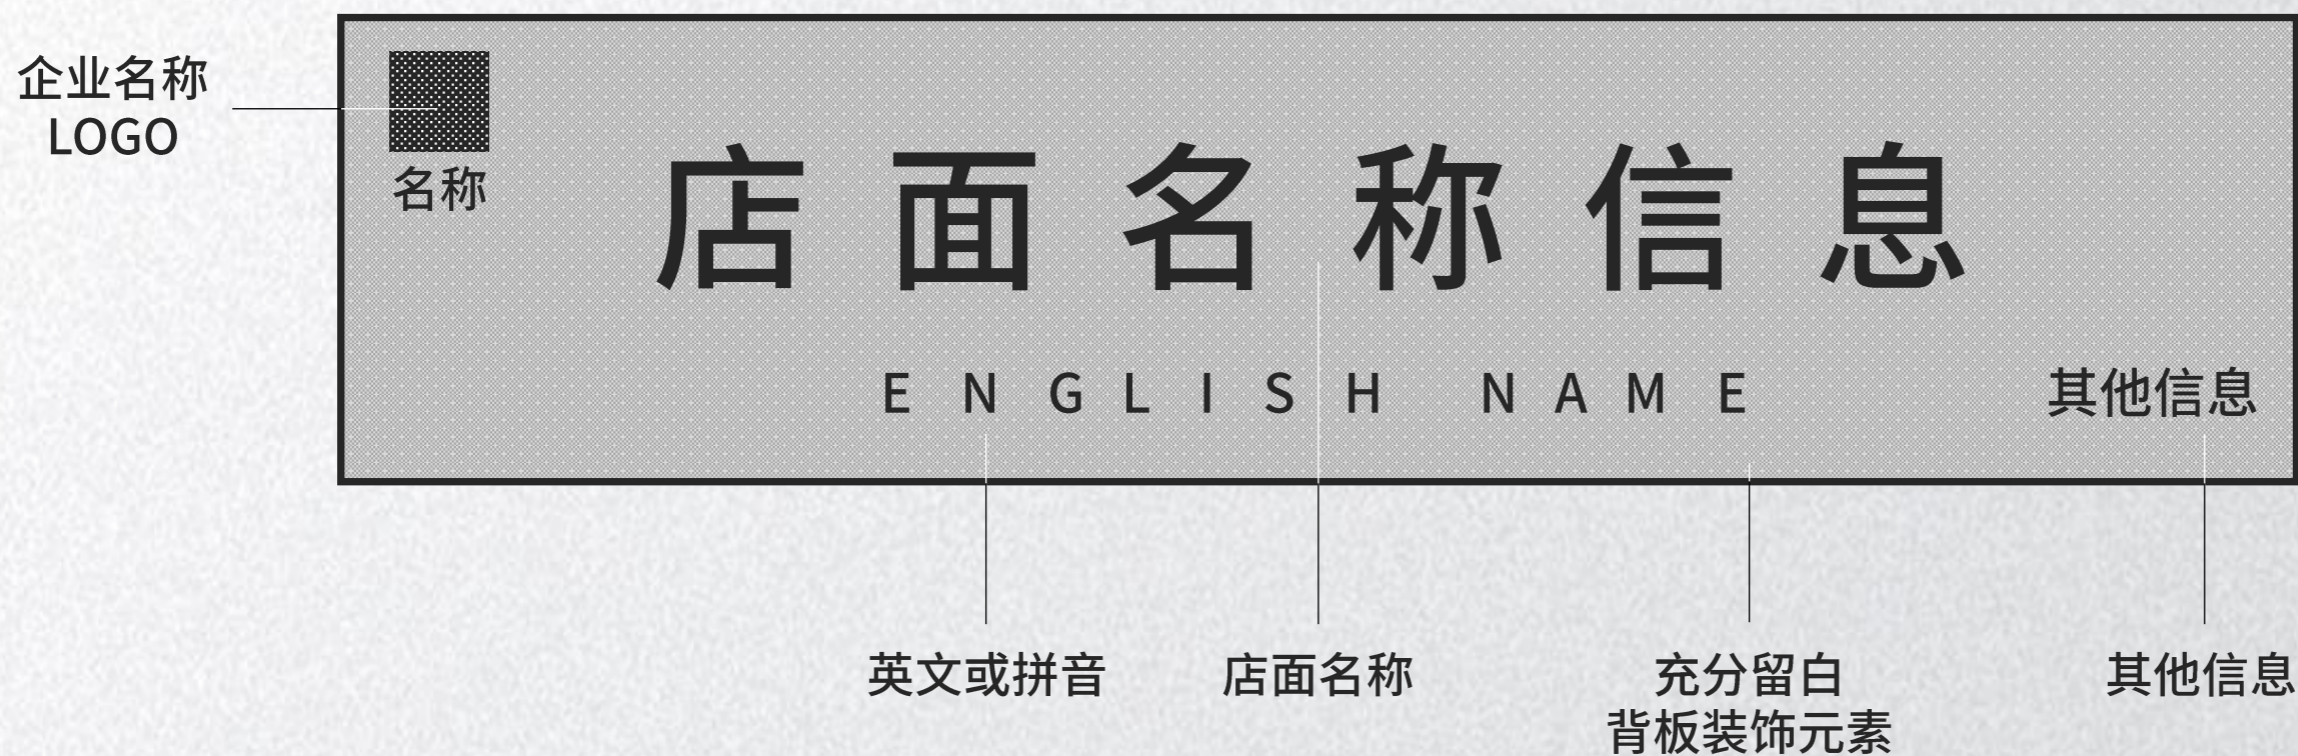 企业名称
LOGO
名称
店面名称信息
ENGLISH NAME
其他信息
英文或拼音
店面名称
充分留白
背板装饰元素
其他信息